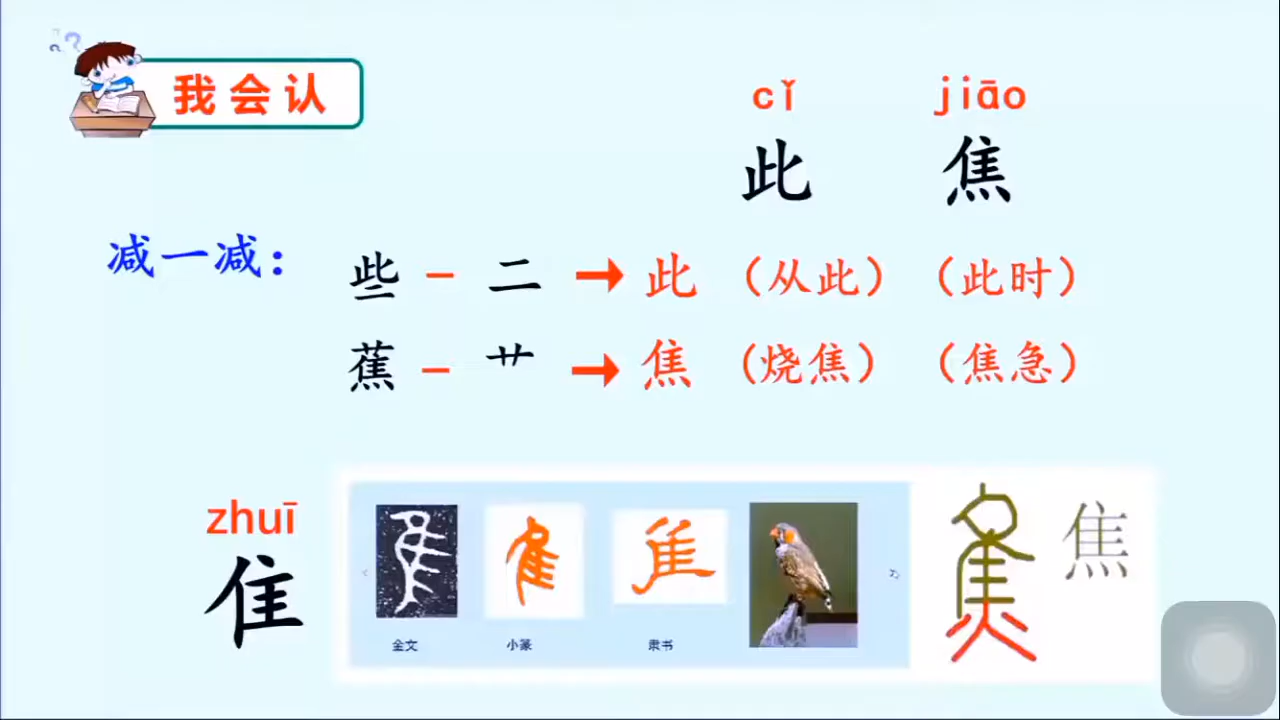 我会认
cǐ jiāo
此 焦
减一减：
些 - 二 → 此 （从此）（此时）
蕉 - 艹 → 焦 （烧焦）（焦急）
zhuī
隹
金文 小篆 隶书
焦